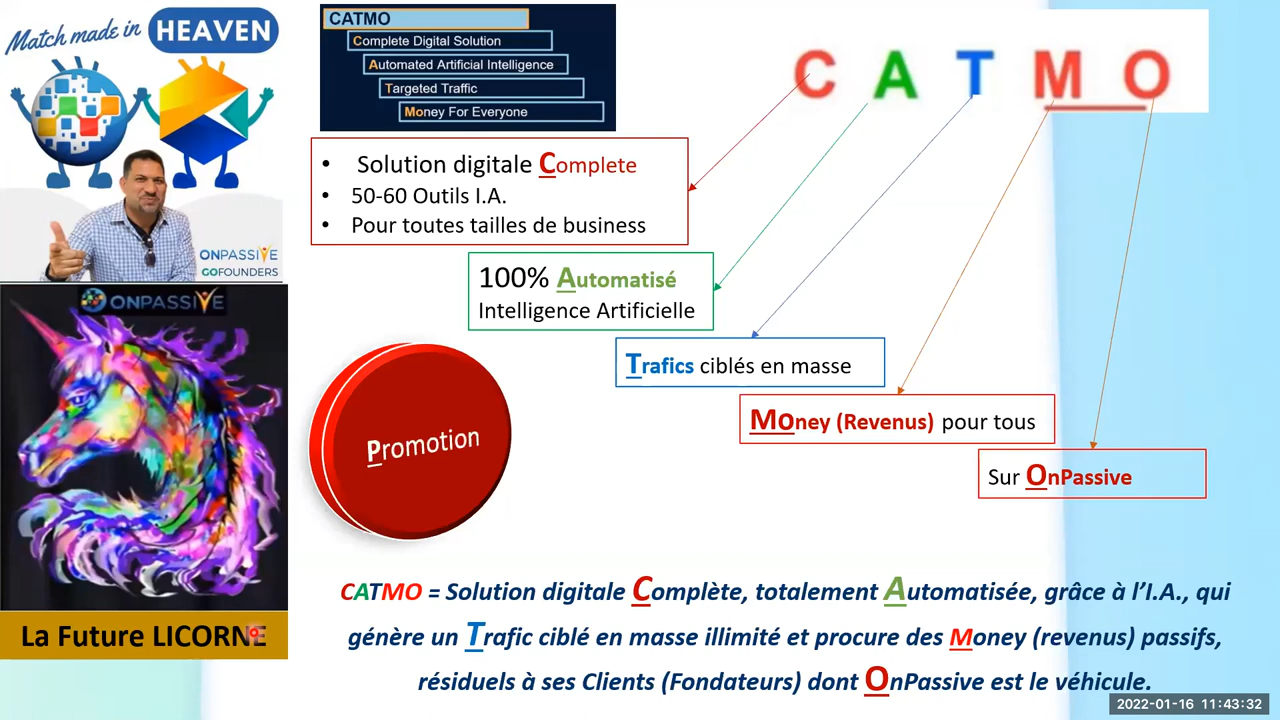 Match made in HEAVEN
ONPASSIVE
GOFOUNDERS
ONPASSIVE
La Future LICORNE
CATMO
Complete Digital Solution
Automated Artificial Intelligence
Targeted Traffic
Money For Everyone
C A T M O
• Solution digitale Complete
• 50-60 Outils I.A.
• Pour toutes tailles de business
100% Automatisé
Intelligence Artificielle
Trafics ciblés en masse
Money (Revenus) pour tous
Sur OnPassive
Promotion
CATMO = Solution digitale Complète, totalement Automatisée, grâce à l’I.A., qui
génère un Trafic ciblé en masse illimité et procure des Money (revenus) passifs,
résiduels à ses Clients (Fondateurs) dont OnPassive est le véhicule.
2022-01-16 11:43:32